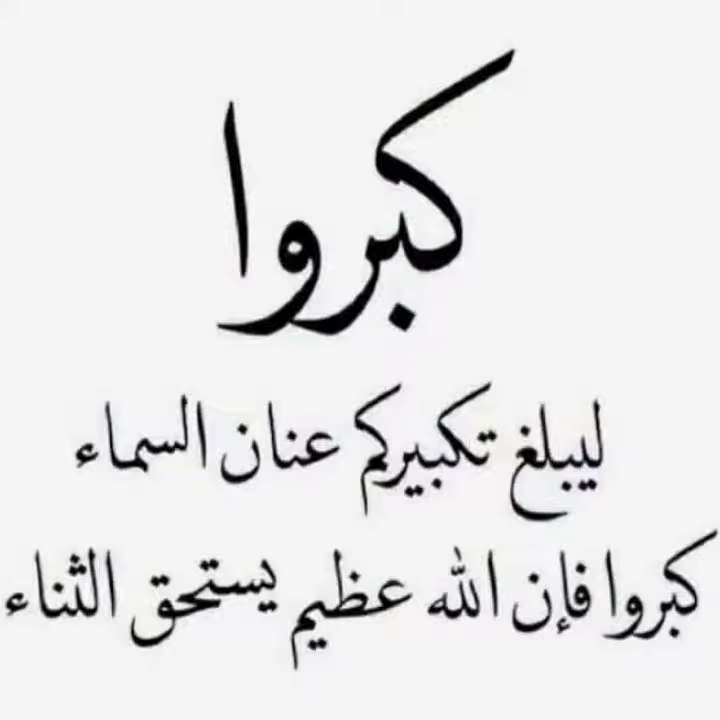 كبروا
ليبلغ تكبيركم عنان السماء
كبروا فإن الله عظيم يستحق الثناء